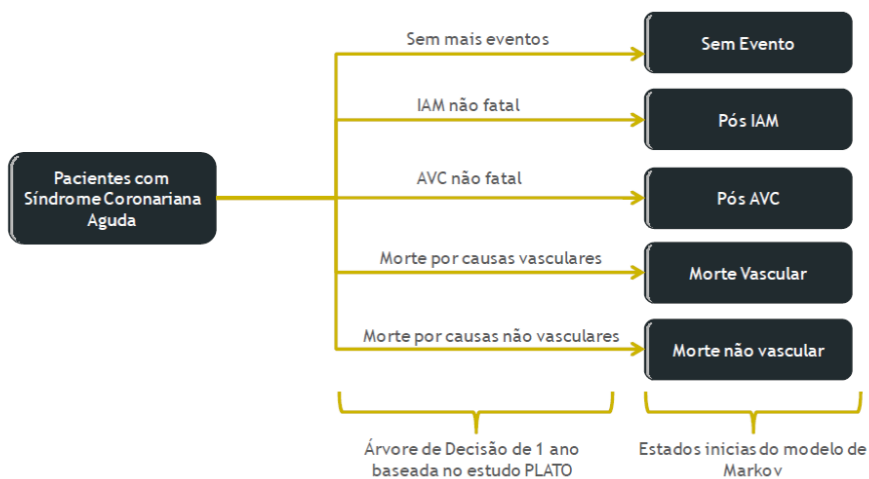 Sem mais eventos
Sem Evento
IAM não fatal
Pós IAM
Pacientes com
Síndrome Coronariana
Aguda
AVC não fatal
Pós AVC
Morte por causas vasculares
Morte Vascular
Morte por causas não vasculares
Morte não vascular
Árvore de Decisão de 1 ano
baseada no estudo PLATO
Estados inicias do modelo de
Markov